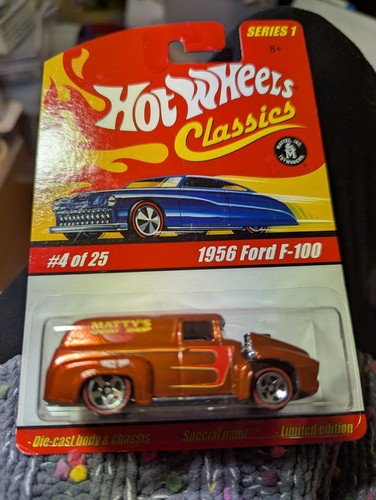 SERIES 1
8+
Hot Wheels
Classics
#4 of 25
1956 Ford F-100
MATTY'S
- Die-cast body & chassis
Special paint
- Limited edition